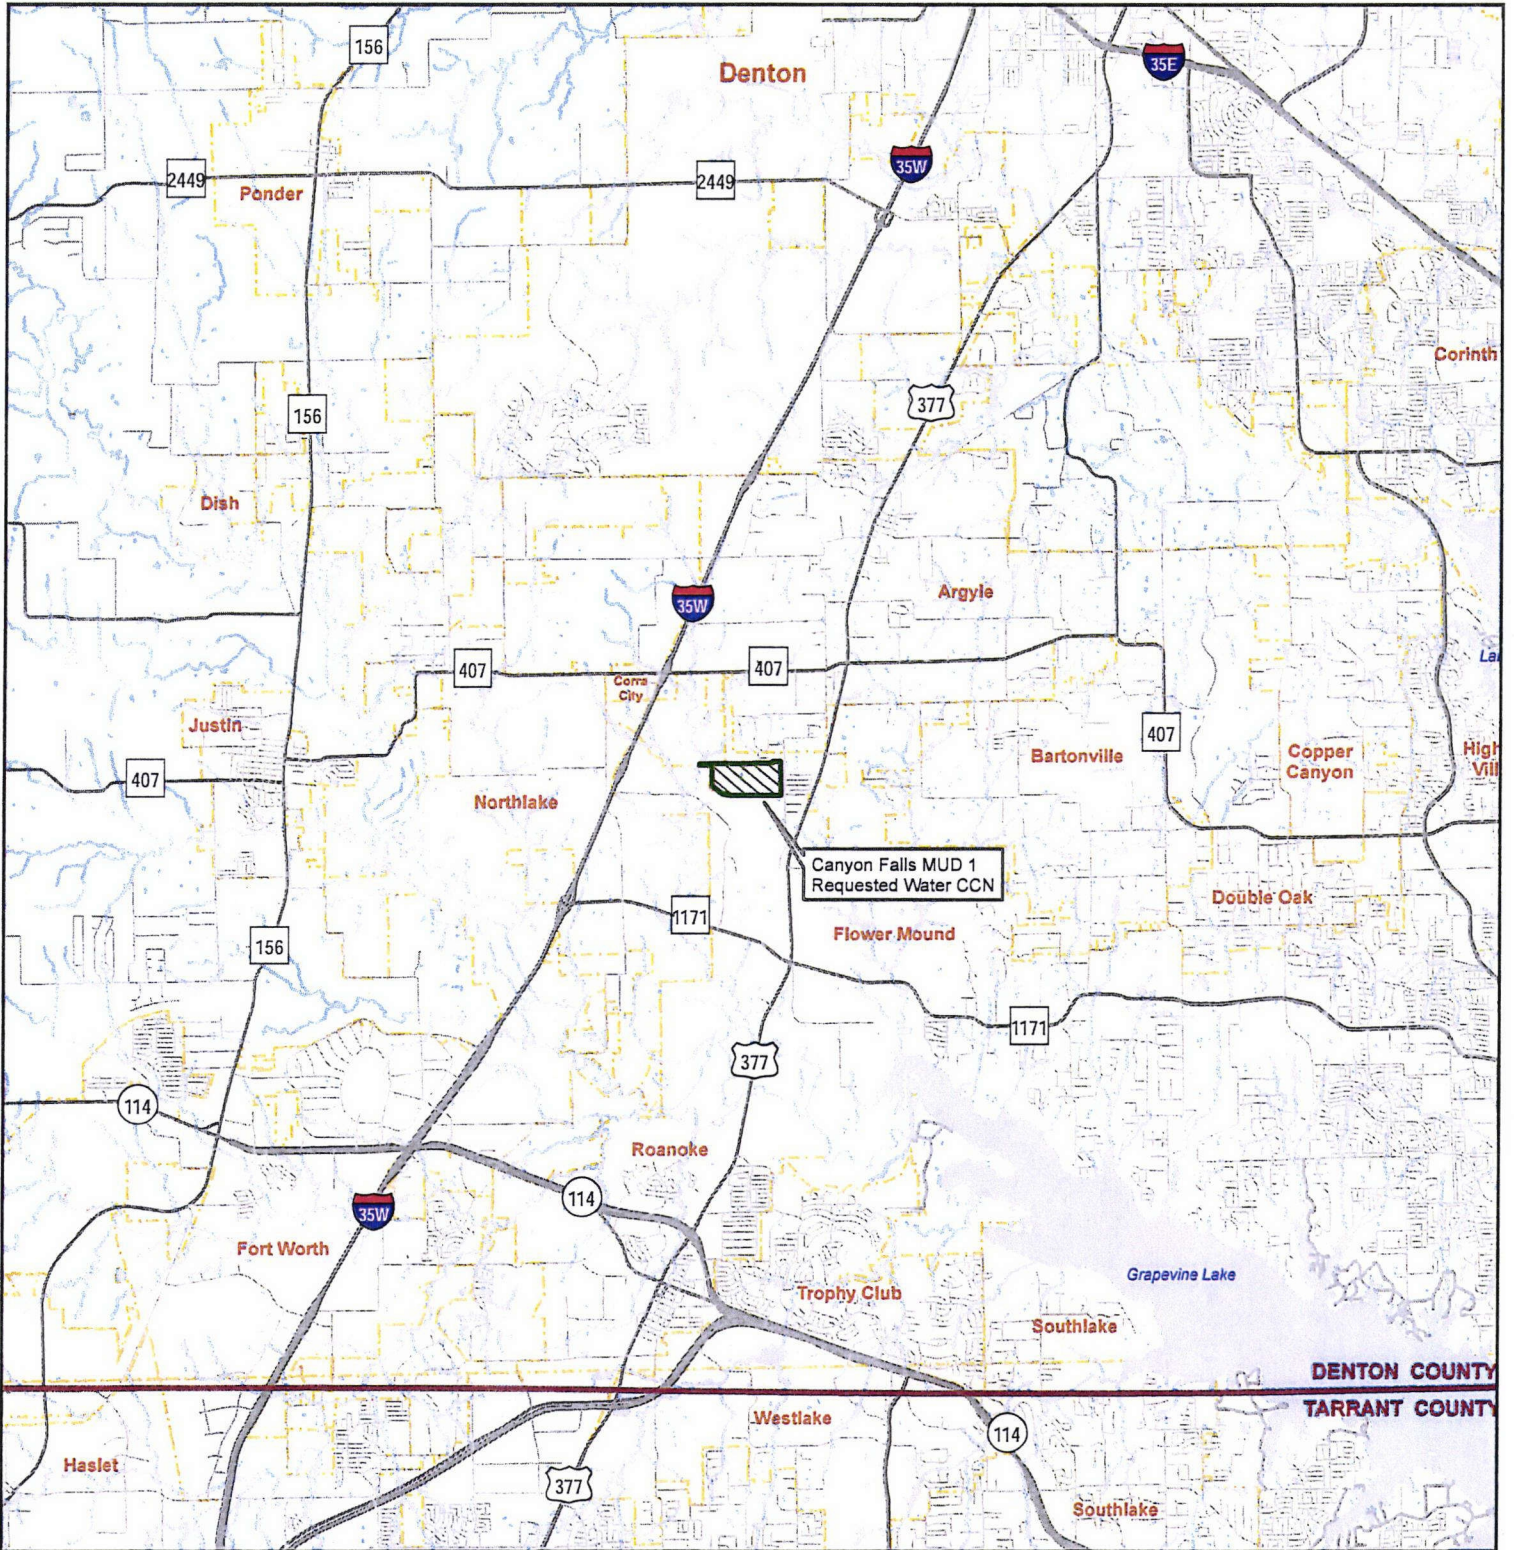 156
Denton
35E
35W
2449
Ponder
2449
Corinth
377
156
Dish
Argyle
35W
407
407
Corra
City
Justin
407
Bartonville
Copper
Canyon
High
Vill
407
Northlake
Canyon Falls MUD 1
Requested Water CCN
Double Oak
1171
Flower Mound
156
1171
377
114
Roanoke
114
35W
Fort Worth
Grapevine Lake
Trophy Club
Southlake
DENTON COUNTY
TARRANT COUNTY
Westlake
114
Haslet
377
Southlake